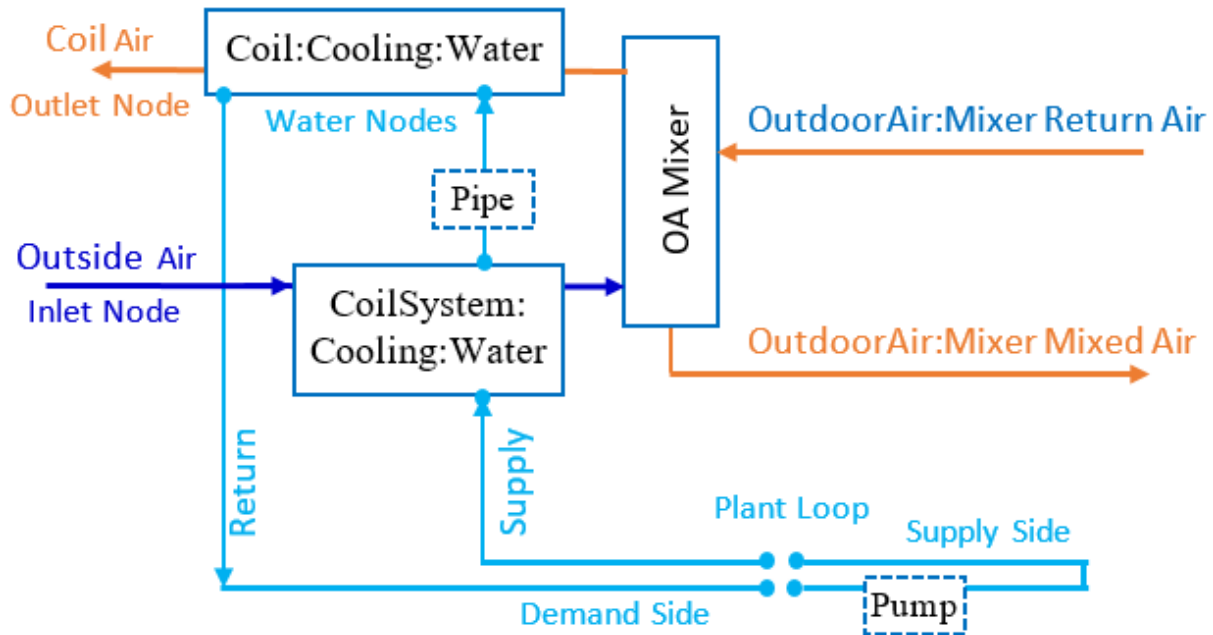 Coil Air
Outlet Node
Coil:Cooling:Water
Water Nodes
OA Mixer
OutdoorAir:Mixer Return Air
Pipe
Outside Air
Inlet Node
CoilSystem:
Cooling:Water
OutdoorAir:Mixer Mixed Air
Return
Supply
Plant Loop
Supply Side
Demand Side
Pump